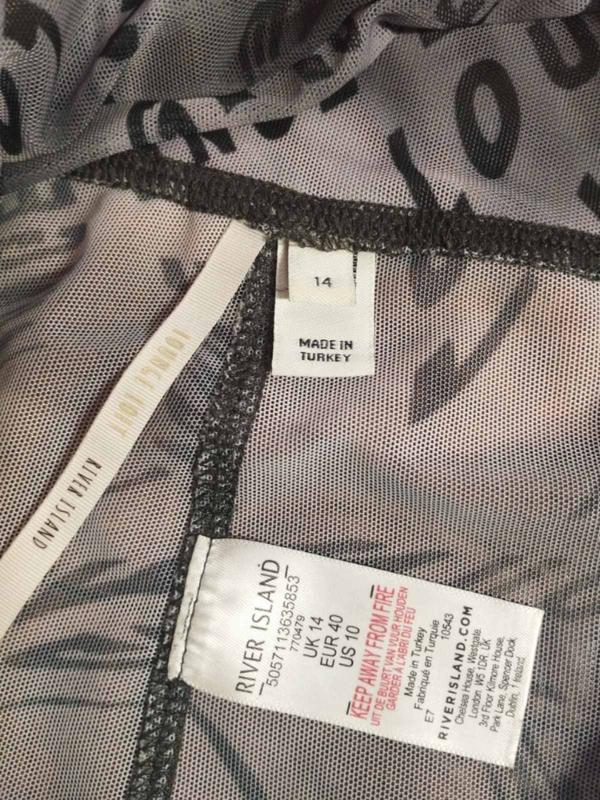 14
MADE IN
TURKEY
RIVER ISLAND
RIVER ISLAND
5057113635853
770479
UK 14
EUR 40
US 10
KEEP AWAY FROM FIRE
UIT DE BUURT VAN VUUR HOUDEN
GARDER À L'ABRI DU FEU
Made in Turkey
Fabriqué en Turquie
E7 10543
RIVERISLAND.COM
Chelsea House, Westgate
London, W5 1DR, UK
3rd Floor Kilmore House,
Park Lane, Spencer Dock,
Dublin, 1 Ireland